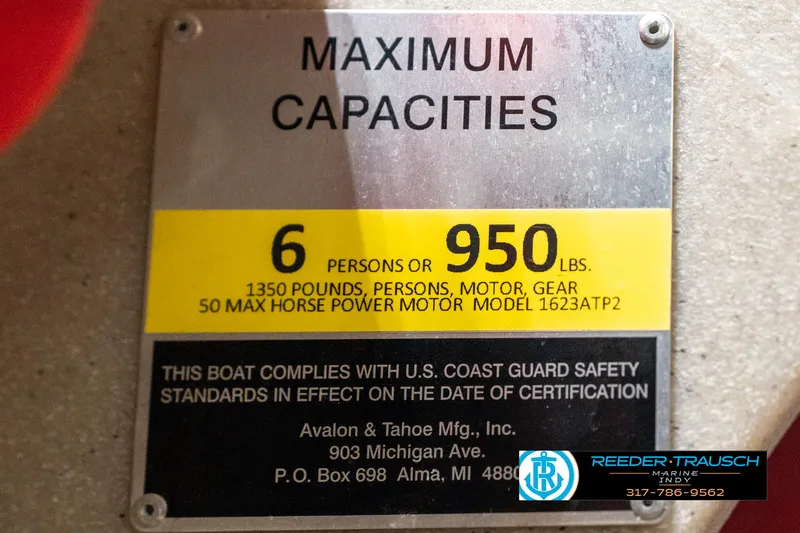 MAXIMUM
CAPACITIES
6 PERSONS OR 950 LBS.
1350 POUNDS, PERSONS, MOTOR, GEAR
50 MAX HORSE POWER MOTOR MODEL 1623ATP2
THIS BOAT COMPLIES WITH U.S. COAST GUARD SAFETY
STANDARDS IN EFFECT ON THE DATE OF CERTIFICATION
Avalon & Tahoe Mfg., Inc.
903 Michigan Ave.
P.O. Box 698 Alma, MI
REEDER·TRAUSCH
MARINE
INDY
317-786-9562